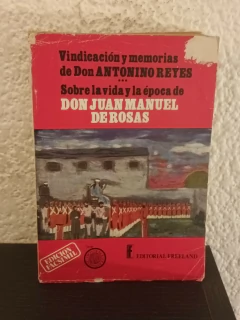 Vindicación y memorias
de Don ANTONINO REYES
***
Sobre la vida y la época de
DON JUAN MANUEL
DE ROSAS
EDICION
FACSIMIL
EDITORIAL FREELAND